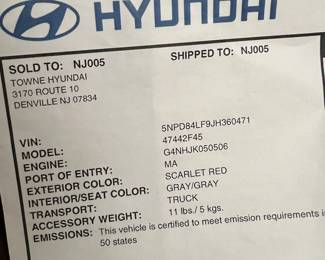 HYUNDAI
SOLD TO: NJ005 SHIPPED TO: NJ005
TOWNE HYUNDAI
3170 ROUTE 10
DENVILLE NJ 07834
VIN: 5NPD84LF9JH360471
MODEL: 47442F45
ENGINE: G4NHJK050506
PORT OF ENTRY: MA
EXTERIOR COLOR: SCARLET RED
INTERIOR/SEAT COLOR: GRAY/GRAY
TRANSPORT: TRUCK
ACCESSORY WEIGHT: 11 lbs./ 5 kgs.
EMISSIONS: This vehicle is certified to meet emission requirements i
50 states